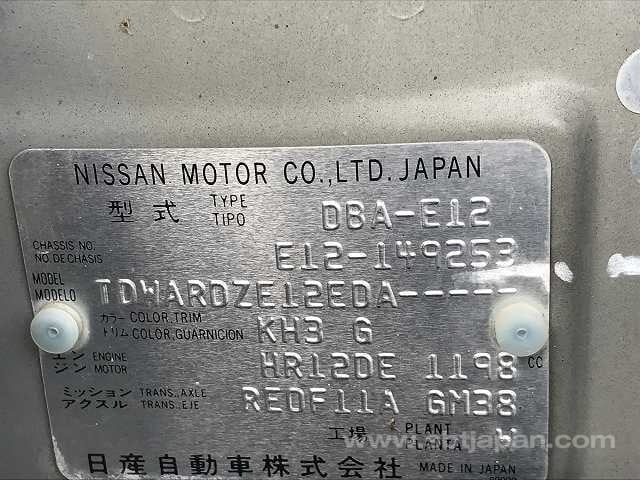 NISSAN MOTOR CO.,LTD. JAPAN
型式 TYPE TIPO DBA-E12
CHASSIS NO. NO.DE CHASIS E12-149253
MODEL MODELO TDWARDZE12EDA-----
カラー COLOR,TRIM トリム COLOR,GUARNICION KH3 G
エンジン ENGINE MOTOR HR12DE 1198 CC
ミッション TRANS.,AXLE アクスル TRANS.,EJE RE0F11A GM38
工場 PLANT PLANTA W
日産自動車株式会社 MADE IN JAPAN